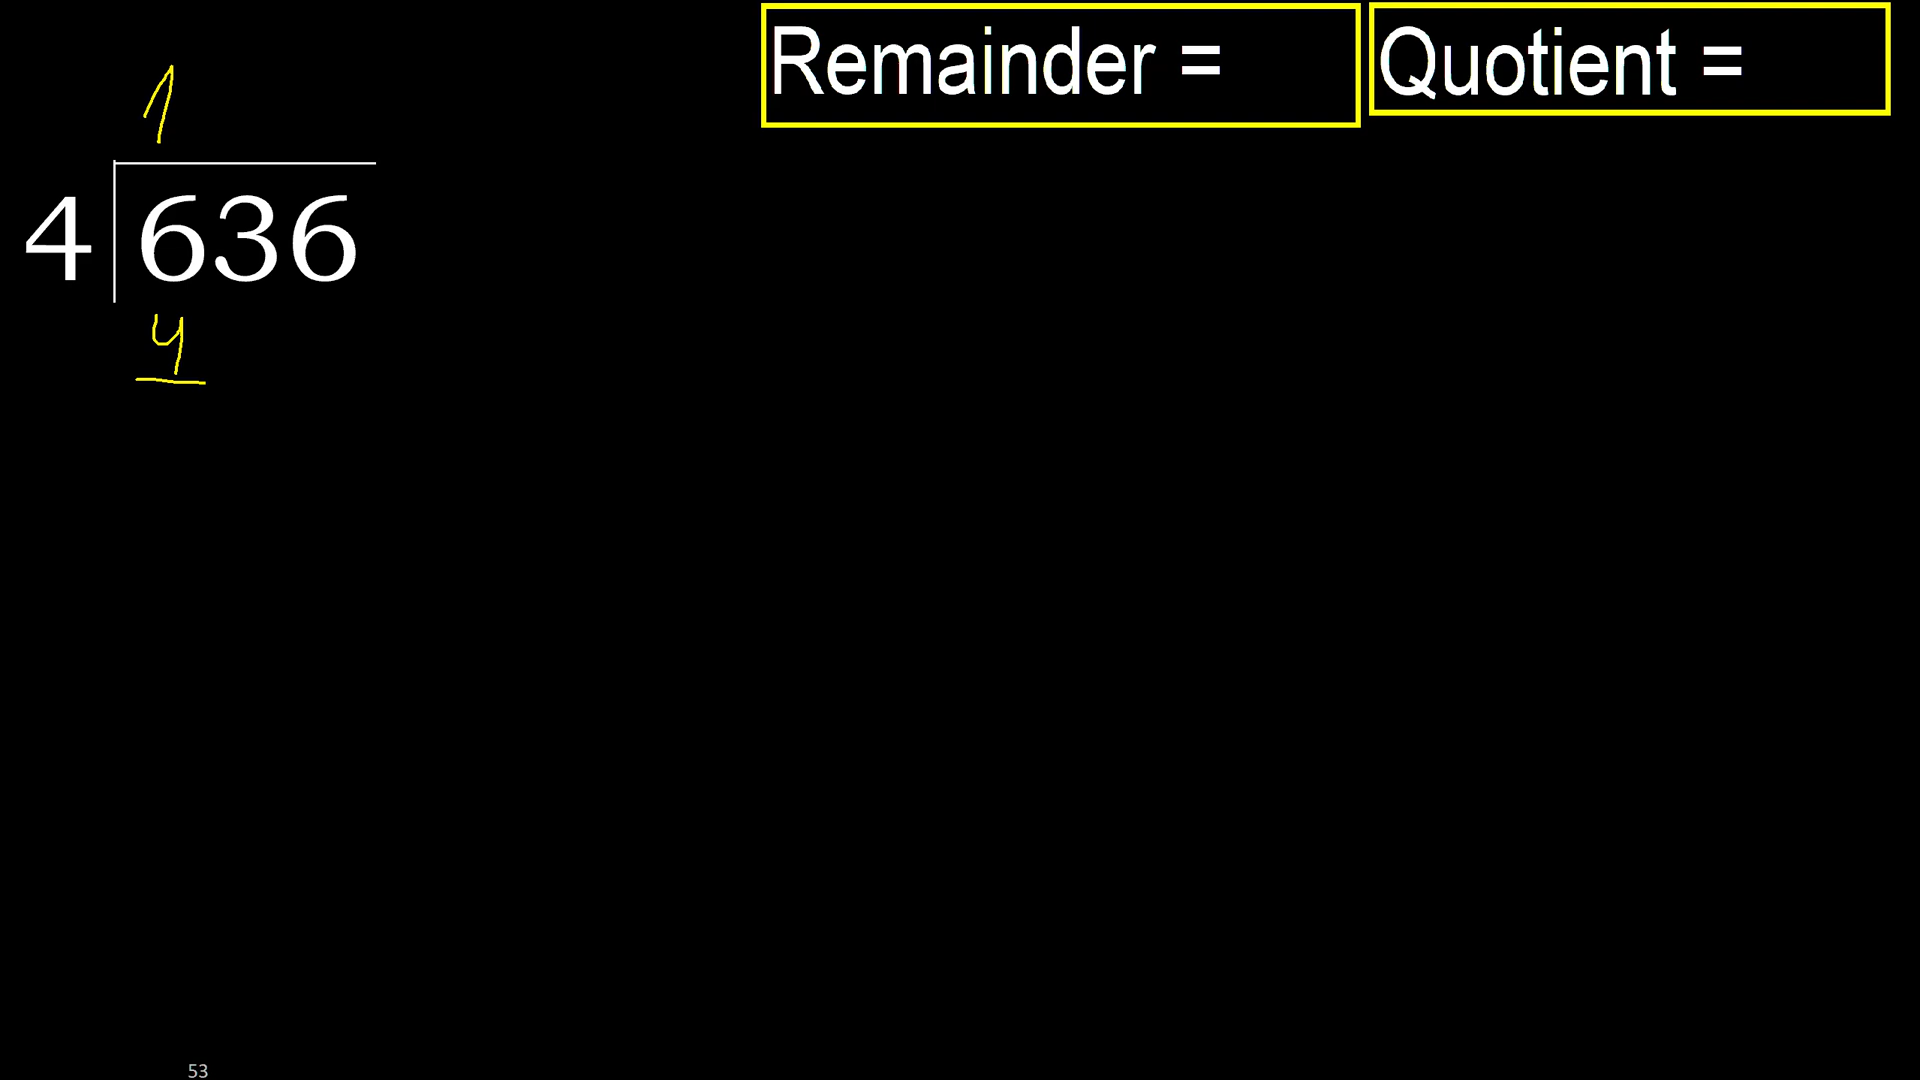 Remainder =
Quotient =
1
4 636
4
53